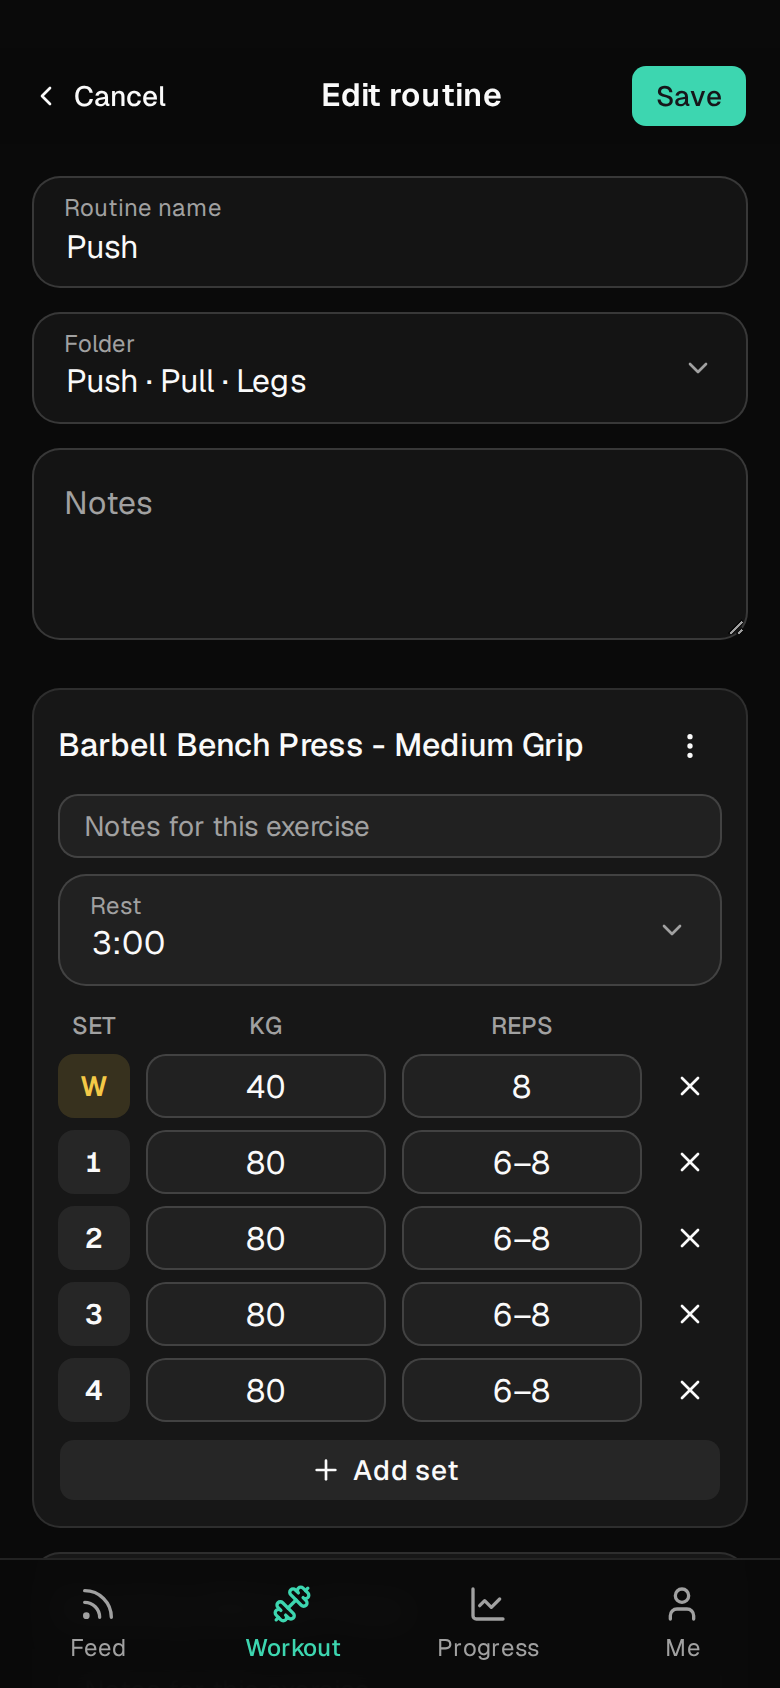 Cancel Edit routine Save
Routine name
Push
Folder
Push · Pull · Legs
Notes
Barbell Bench Press - Medium Grip
Notes for this exercise
Rest
3:00
SET KG REPS
W 40 8
1 80 6–8
2 80 6–8
3 80 6–8
4 80 6–8
Add set
Feed Workout Progress Me